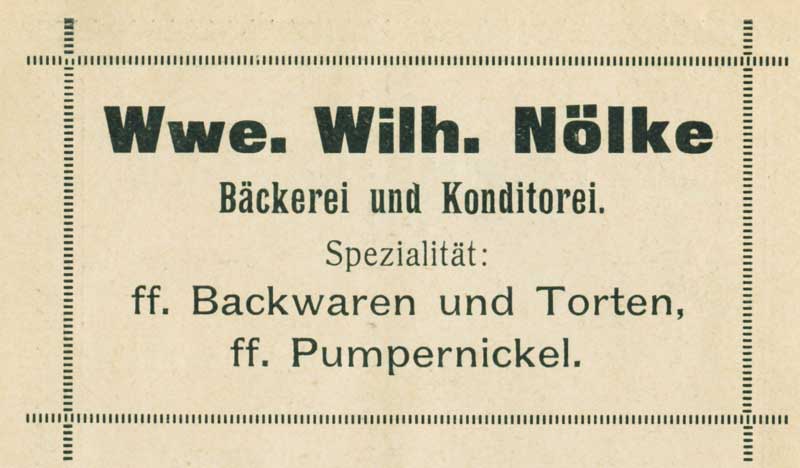 Wwe. Wilh. Nölke
Bäckerei und Konditorei.
Spezialität:
ff. Backwaren und Torten,
ff. Pumpernickel.